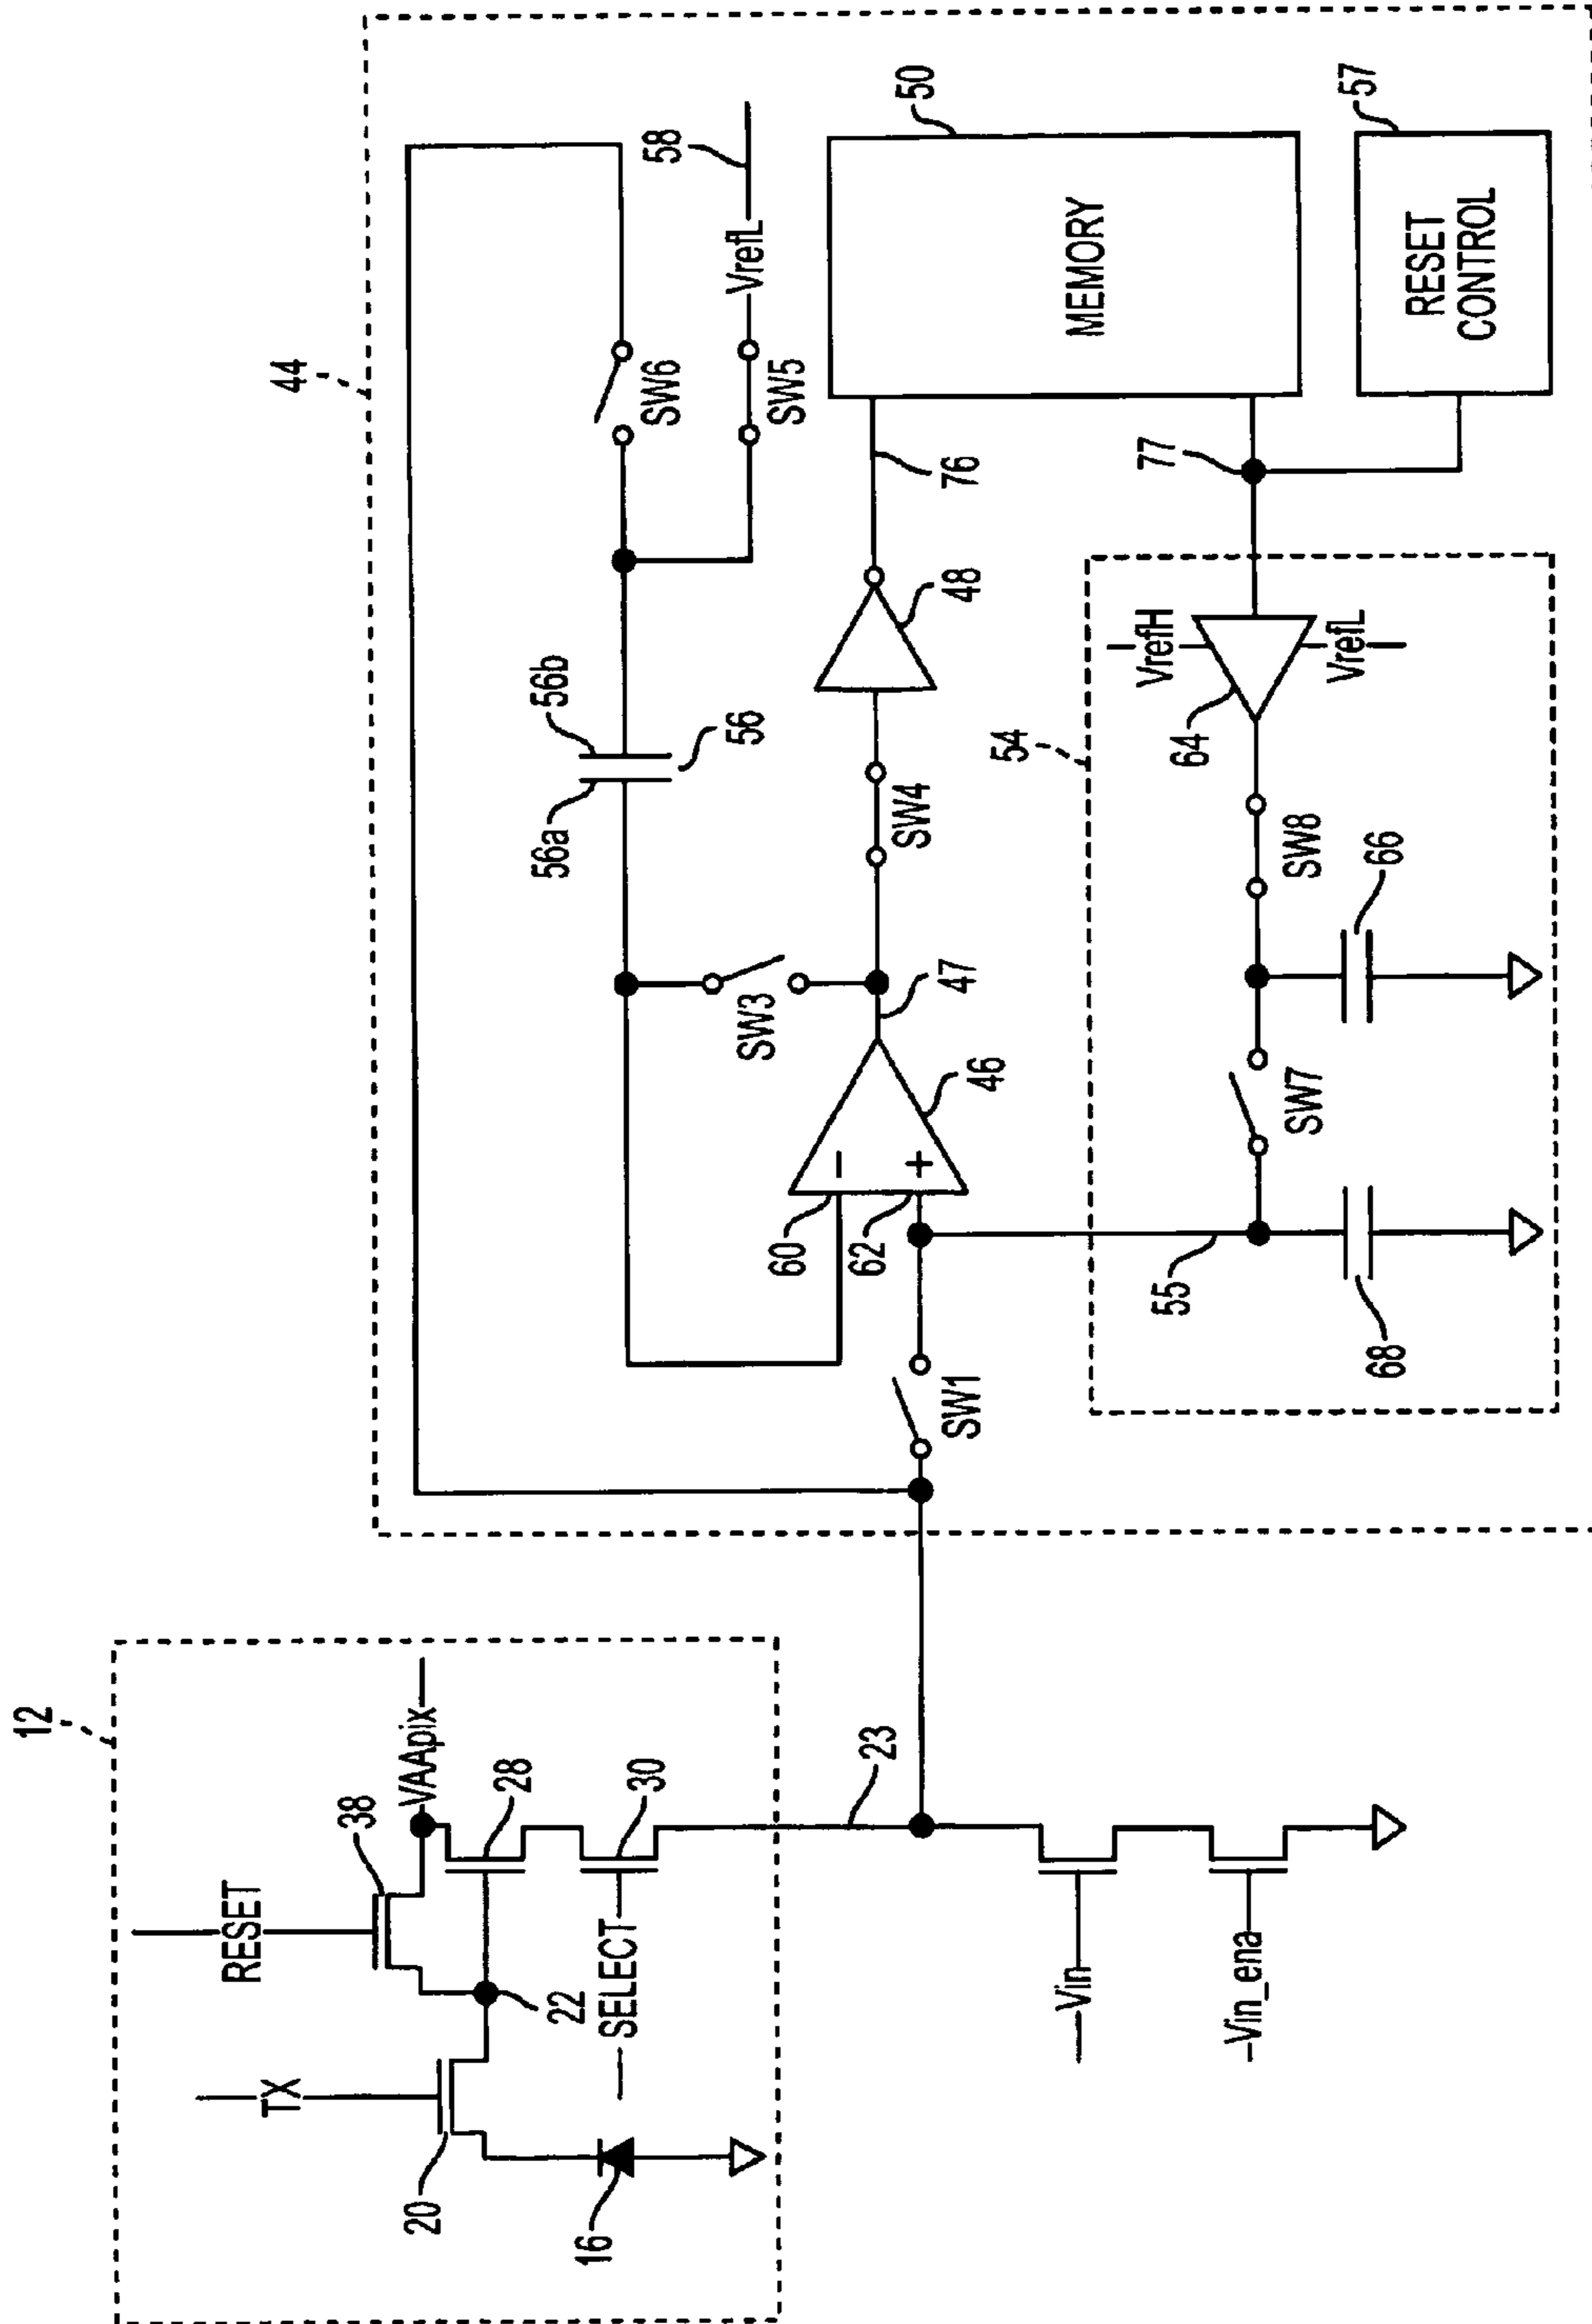 12
RESET
38
VAApix
TX
20
22
28
16
SELECT
30
23
Vin
Vin_ena
44
SW6
58
VrefL
SW5
56a
56b
56
SW3
60
62
46
47
SW1
SW4
48
76
50
MEMORY
57
RESET
CONTROL
77
54
55
VrefH
VrefL
64
SW8
SW7
66
68